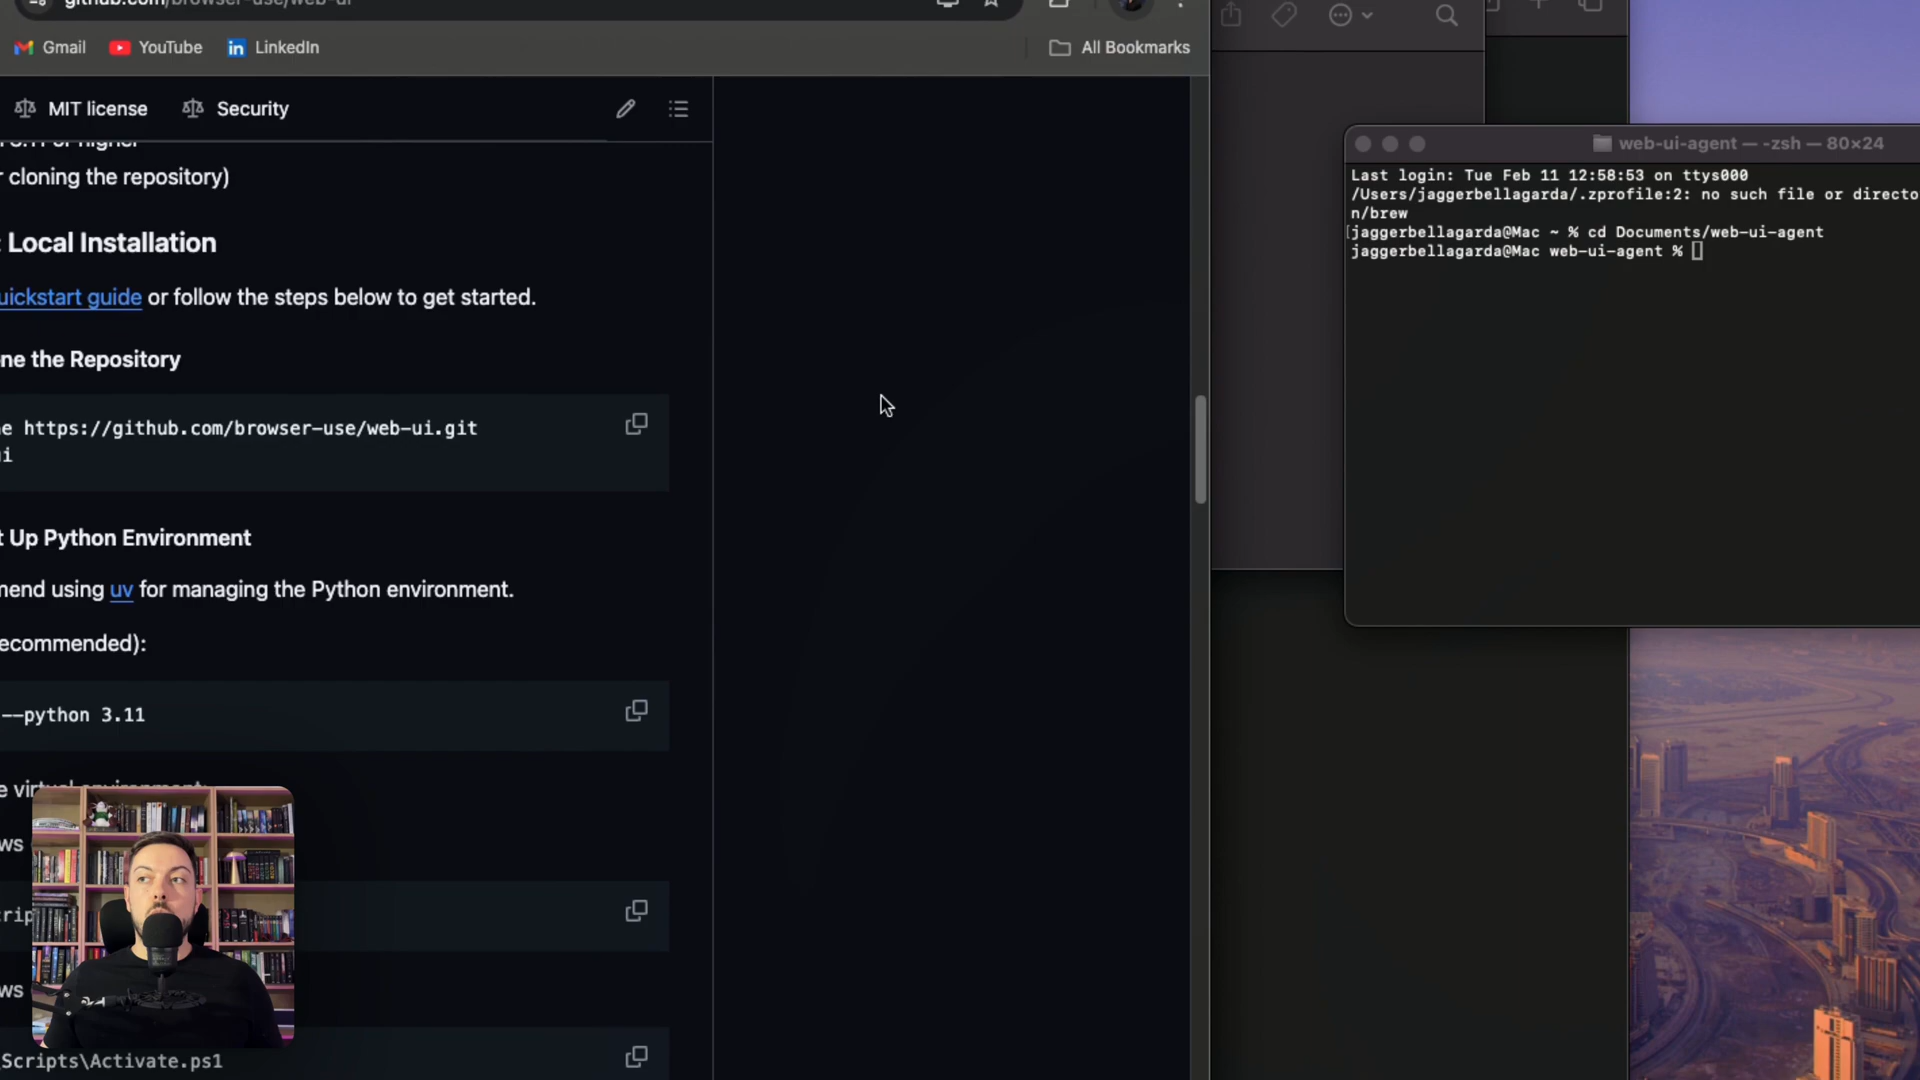 Gmail YouTube in LinkedIn All Bookmarks
MIT license Security
cloning the repository)
Local Installation
uickstart guide or follow the steps below to get started.
ne the Repository
e https://github.com/browser-use/web-ui.git
ui
t Up Python Environment
mend using uv for managing the Python environment.
ecommended):
--python 3.11
Scripts\Activate.ps1
web-ui-agent — -zsh — 80×24
Last login: Tue Feb 11 12:58:53 on ttys000
/Users/jaggerbellagarda/.zprofile:2: no such file or directo
n/brew
jaggerbellagarda@Mac ~ % cd Documents/web-ui-agent
jaggerbellagarda@Mac web-ui-agent %